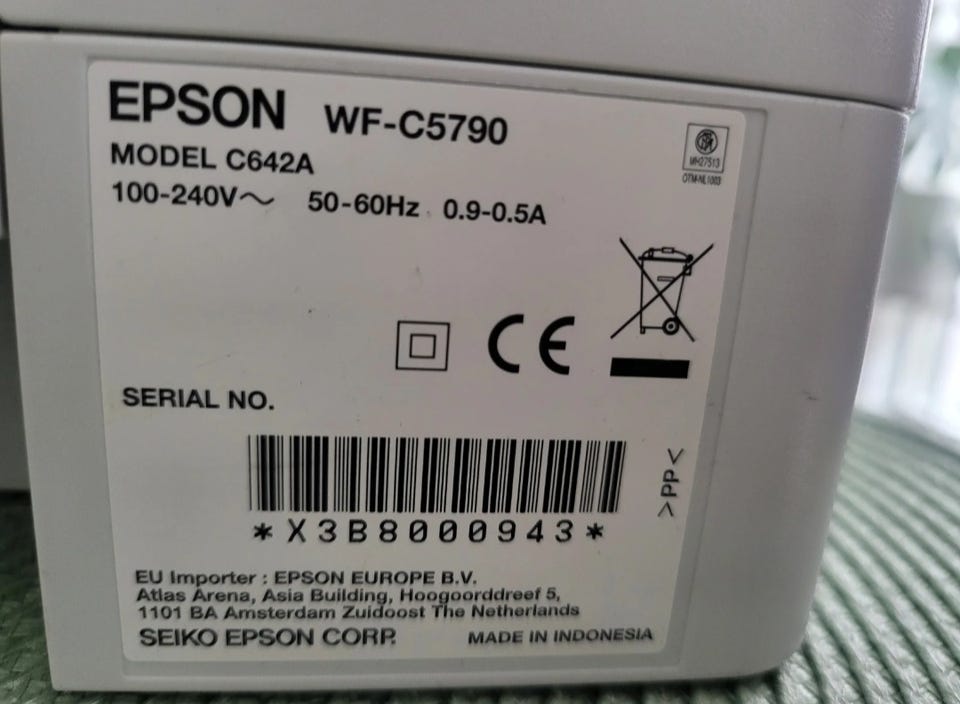 EPSON WF-C5790
MODEL C642A
100-240V～ 50-60Hz 0.9-0.5A
MH27513
OTM-NL1003
CE
SERIAL NO.
>PP<
*X3B8000943*
EU Importer : EPSON EUROPE B.V.
Atlas Arena, Asia Building, Hoogoorddreef 5,
1101 BA Amsterdam Zuidoost The Netherlands
SEIKO EPSON CORP. MADE IN INDONESIA